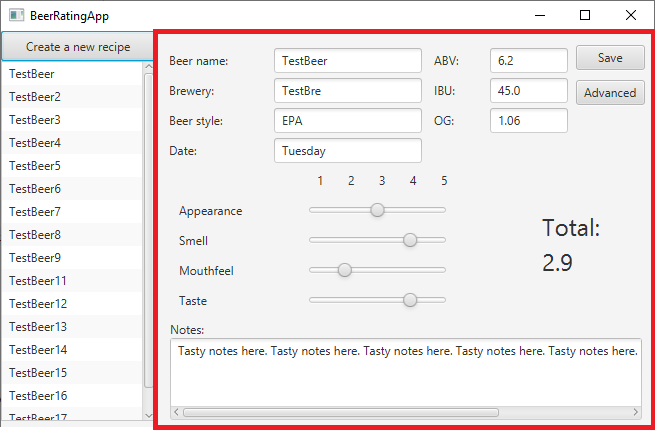 BeerRatingApp
Create a new recipe
TestBeer
TestBeer2
TestBeer3
TestBeer4
TestBeer5
TestBeer6
TestBeer7
TestBeer8
TestBeer9
TestBeer11
TestBeer12
TestBeer13
TestBeer14
TestBeer15
TestBeer16
TestBeer17
Beer name: TestBeer ABV: 6.2 Save
Brewery: TestBre IBU: 45.0 Advanced
Beer style: EPA OG: 1.06
Date: Tuesday
1 2 3 4 5
Appearance
Smell
Mouthfeel
Taste
Total:
2.9
Notes:
Tasty notes here. Tasty notes here. Tasty notes here. Tasty notes here. Tasty notes here.